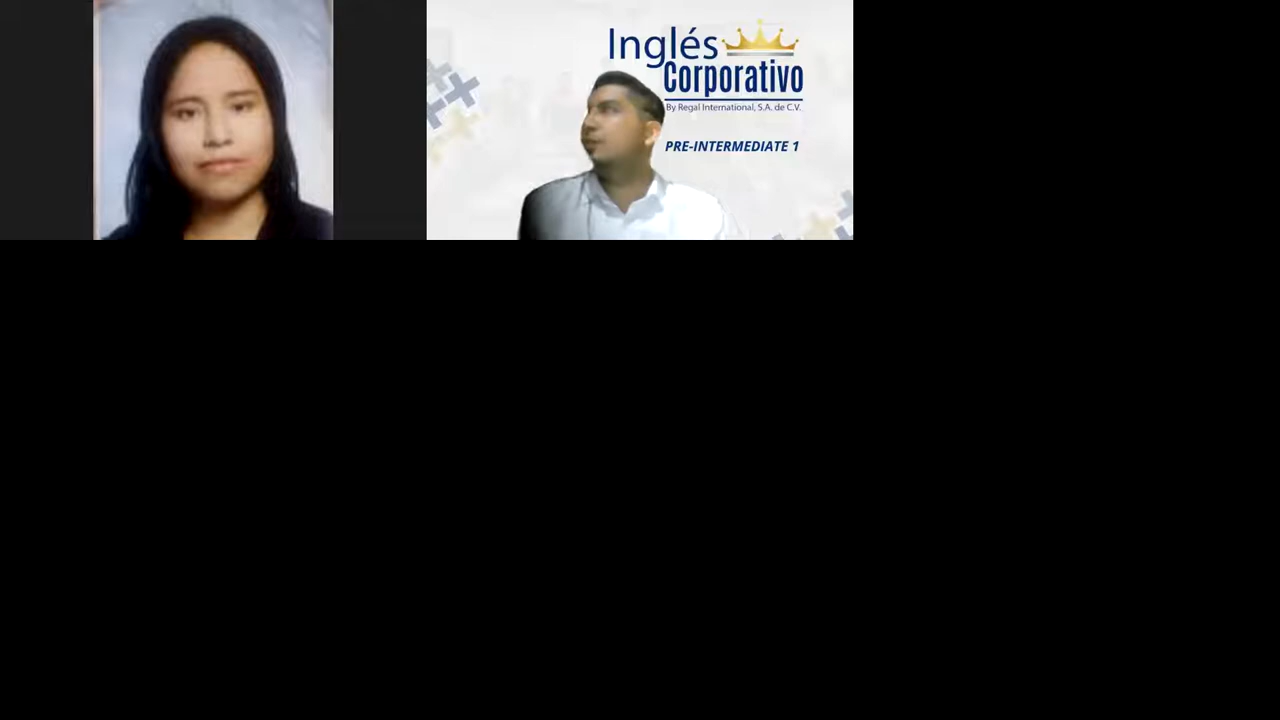 Inglés
Corporativo
By Regal International, S.A. de C.V.
PRE-INTERMEDIATE 1